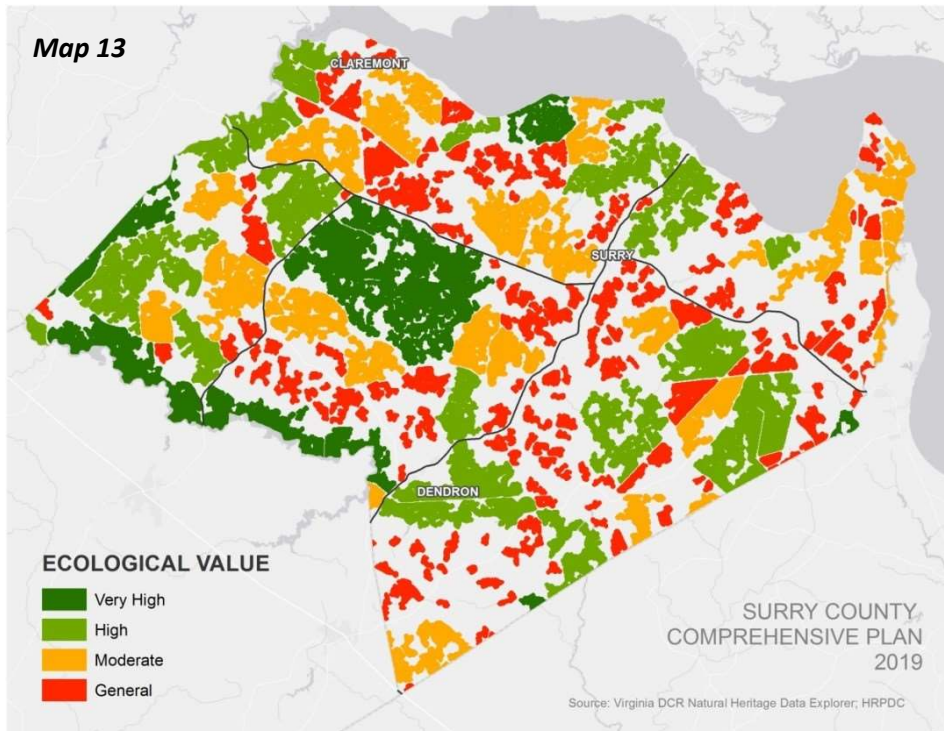 Map 13
CLAREMONT
SURRY
DENDRON
ECOLOGICAL VALUE
Very High
High
Moderate
General
SURRY COUNTY
COMPREHENSIVE PLAN
2019
Source: Virginia DCR Natural Heritage Data Explorer; HRPDC